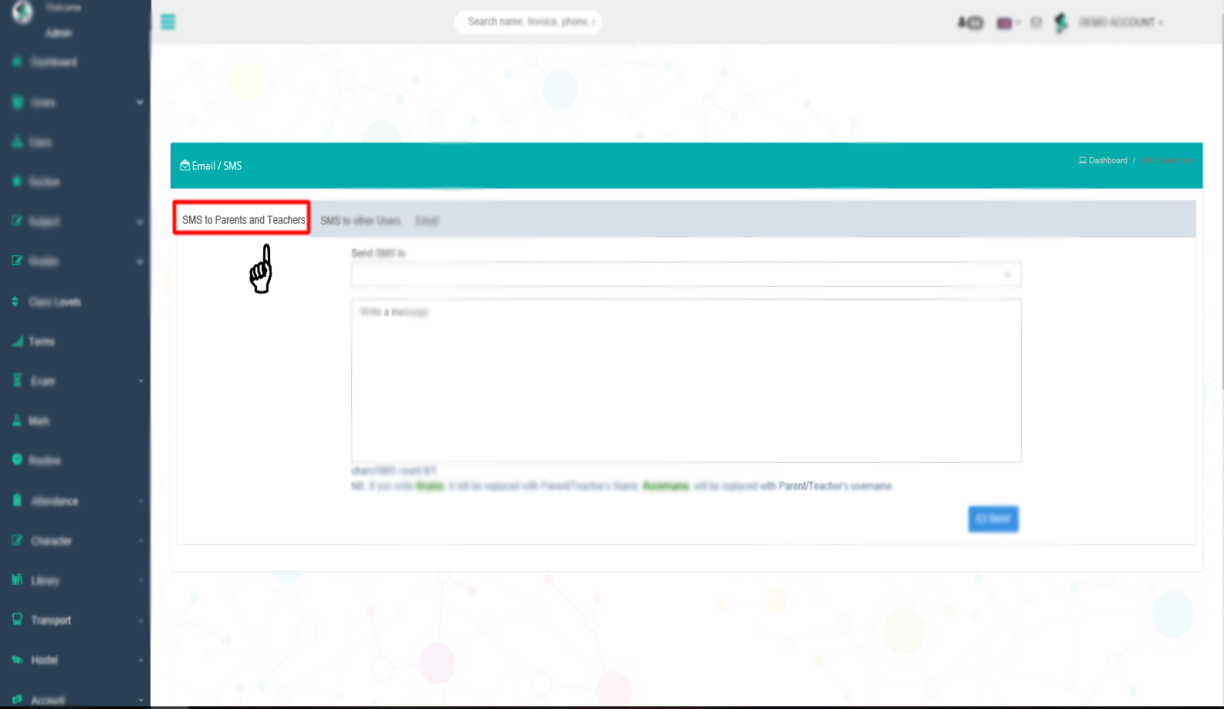 Welcome
Admin
Search name, Invoice, phone,
DEMO ACCOUNT
Dashboard
Users
Class
Section
Subject
Grades
Class Levels
Terms
Exam
Mark
Routine
Attendance
Character
Library
Transport
Hostel
Account
Email / SMS
Dashboard /
SMS to Parents and Teachers
SMS to other Users
Email
Send SMS to
Write a message
chars/SMS count 0/1
NB: If you write #name, it will be replaced with Parent/Teacher's Name, #username, will be replaced with Parent/Teacher's username
Send